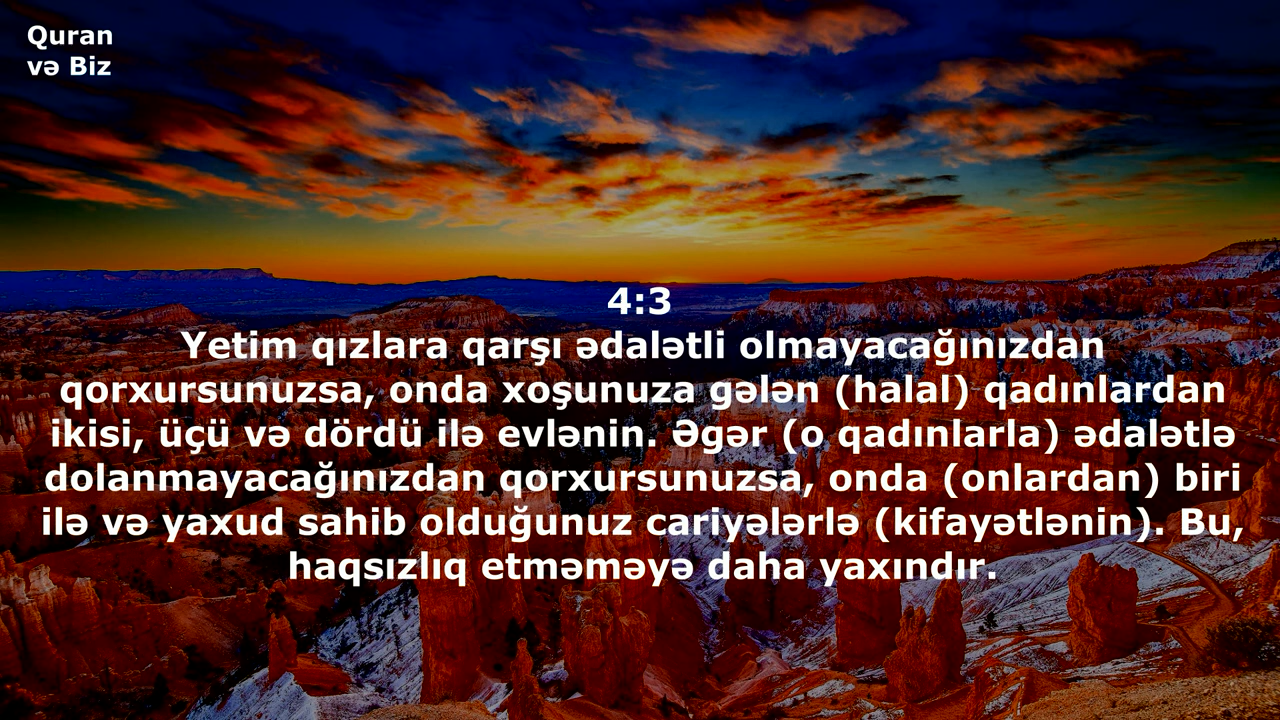 Quran
və Biz
4:3
Yetim qızlara qarşı ədalətli olmayacağınızdan
qorxursunuzsa, onda xoşunuza gələn (halal) qadınlardan
ikisi, üçü və dördü ilə evlənin. Əgər (o qadınlarla) ədalətlə
dolanmayacağınızdan qorxursunuzsa, onda (onlardan) biri
ilə və yaxud sahib olduğunuz cariyələrlə (kifayətlənin). Bu,
haqsızlıq etməməyə daha yaxındır.